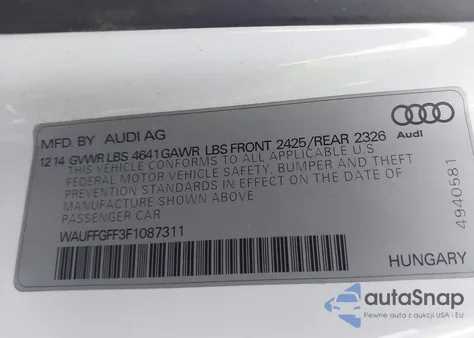 MFD. BY AUDI AG
12 14 GVWR LBS 4641 GAWR LBS FRONT 2425/REAR 2326
THIS VEHICLE CONFORMS TO ALL APPLICABLE U.S.
FEDERAL MOTOR VEHICLE SAFETY, BUMPER AND THEFT
PREVENTION STANDARDS IN EFFECT ON THE DATE OF
MANUFACTURE SHOWN ABOVE
PASSENGER CAR
WAUFFGFF3F1087311
Audi
4940581
HUNGARY
autoSnap
Pewne auta z aukcji USA i EU